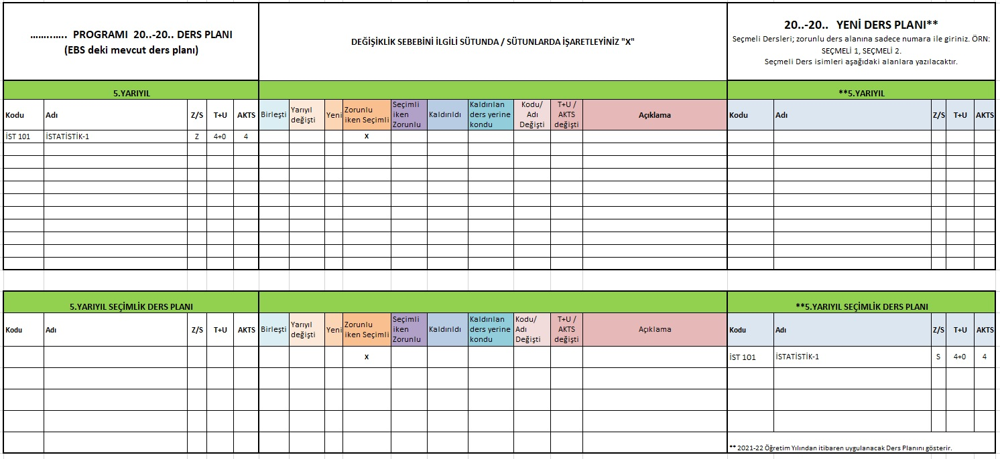 ……..….. PROGRAMI 20..-20.. DERS PLANI
(EBS deki mevcut ders planı)
DEĞİŞİKLİK SEBEBİNİ İLGİLİ SÜTUNDA / SÜTUNLARDA İŞARETLEYİNİZ "X"
20..-20.. YENİ DERS PLANI**
Seçmeli Dersleri; zorunlu ders alanına sadece numara ile giriniz. ÖRN:
SEÇMELİ 1, SEÇMELİ 2.
Seçmeli Ders isimleri aşağıdaki alanlara yazılacaktır.
5.YARIYIL
**5.YARIYIL
Kodu
Adı
Z/S
T+U
AKTS
Birleşti
Yarıyıl
değişti
Yeni
Zorunlu
iken Seçimli
Seçimli
iken
Zorunlu
Kaldırıldı
Kaldırılan
ders yerine
kondu
Kodu/
Adı
Değişti
T+U /
AKTS
değişti
Açıklama
Kodu
Adı
Z/S
T+U
AKTS
İST 101
İSTATİSTİK-1
Z
4+0
4
X
5.YARIYIL SEÇİMLİK DERS PLANI
**5.YARIYIL SEÇİMLİK DERS PLANI
Kodu
Adı
Z/S
T+U
AKTS
Birleşti
Yarıyıl
değişti
Yeni
Zorunlu
iken Seçimli
Seçimli
iken
Zorunlu
Kaldırıldı
Kaldırılan
ders yerine
kondu
Kodu/
Adı
Değişti
T+U /
AKTS
değişti
Açıklama
Kodu
Adı
Z/S
T+U
AKTS
X
İST 101
İSTATİSTİK-1
S
4+0
4
** 2021-22 Öğretim Yılından itibaren uygulanacak Ders Planını gösterir.